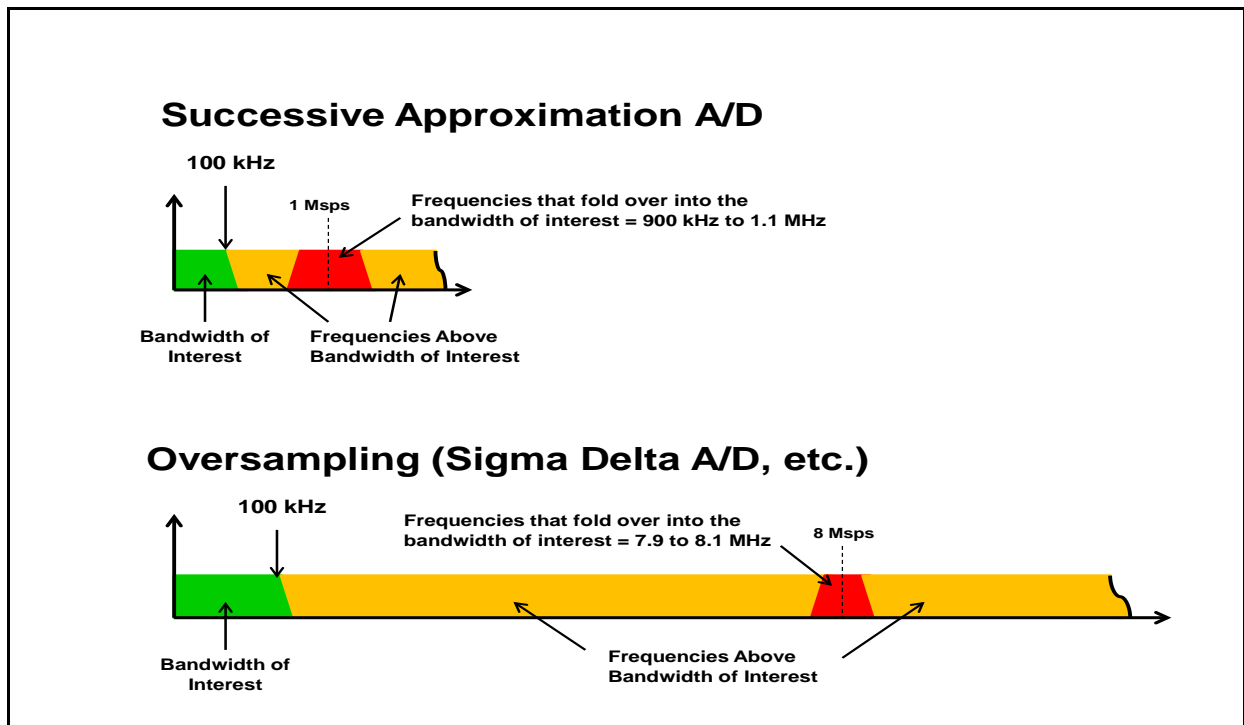 Successive Approximation A/D
100 kHz
1 Msps
Frequencies that fold over into the
bandwidth of interest = 900 kHz to 1.1 MHz
Bandwidth of
Interest
Frequencies Above
Bandwidth of Interest
Oversampling (Sigma Delta A/D, etc.)
100 kHz
Frequencies that fold over into the
bandwidth of interest = 7.9 to 8.1 MHz
8 Msps
Bandwidth of
Interest
Frequencies Above
Bandwidth of Interest